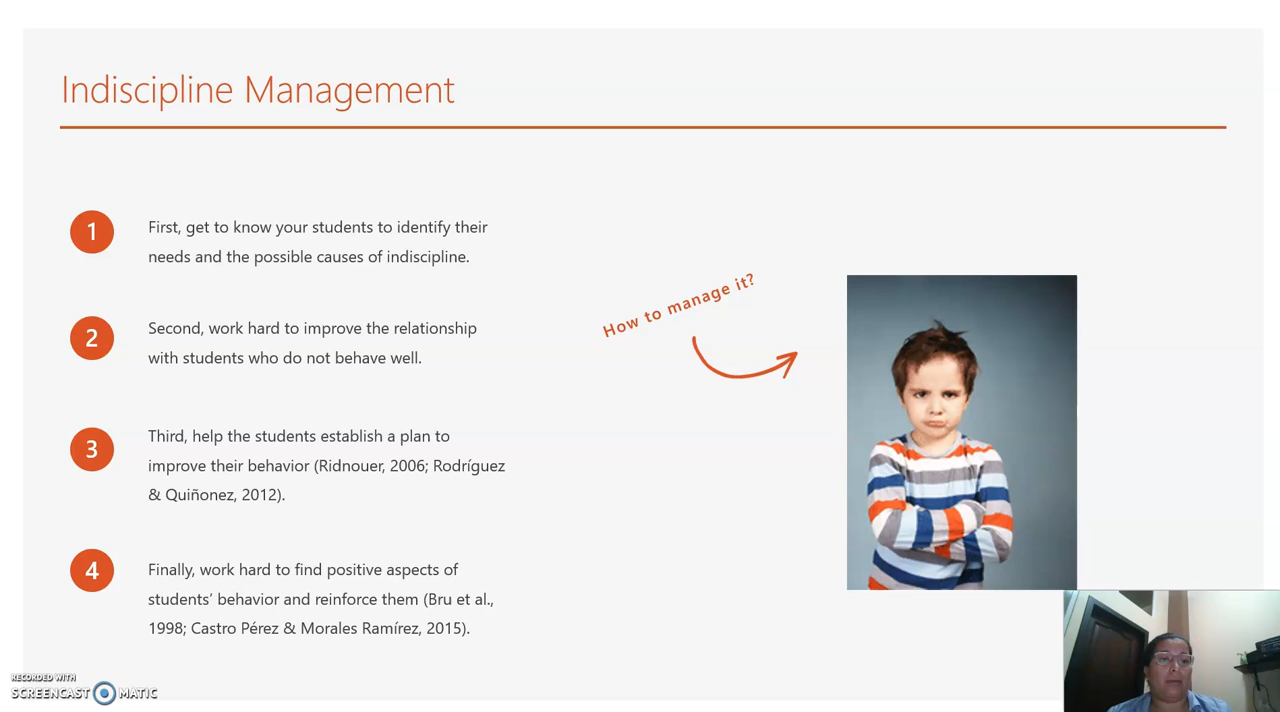 Indiscipline Management
1
First, get to know your students to identify their
needs and the possible causes of indiscipline.
2
Second, work hard to improve the relationship
with students who do not behave well.
3
Third, help the students establish a plan to
improve their behavior (Ridnouer, 2006; Rodríguez
& Quiñonez, 2012).
4
Finally, work hard to find positive aspects of
students’ behavior and reinforce them (Bru et al.,
1998; Castro Pérez & Morales Ramírez, 2015).
How to manage it?
RECORDED WITH
SCREENCAST MATIC